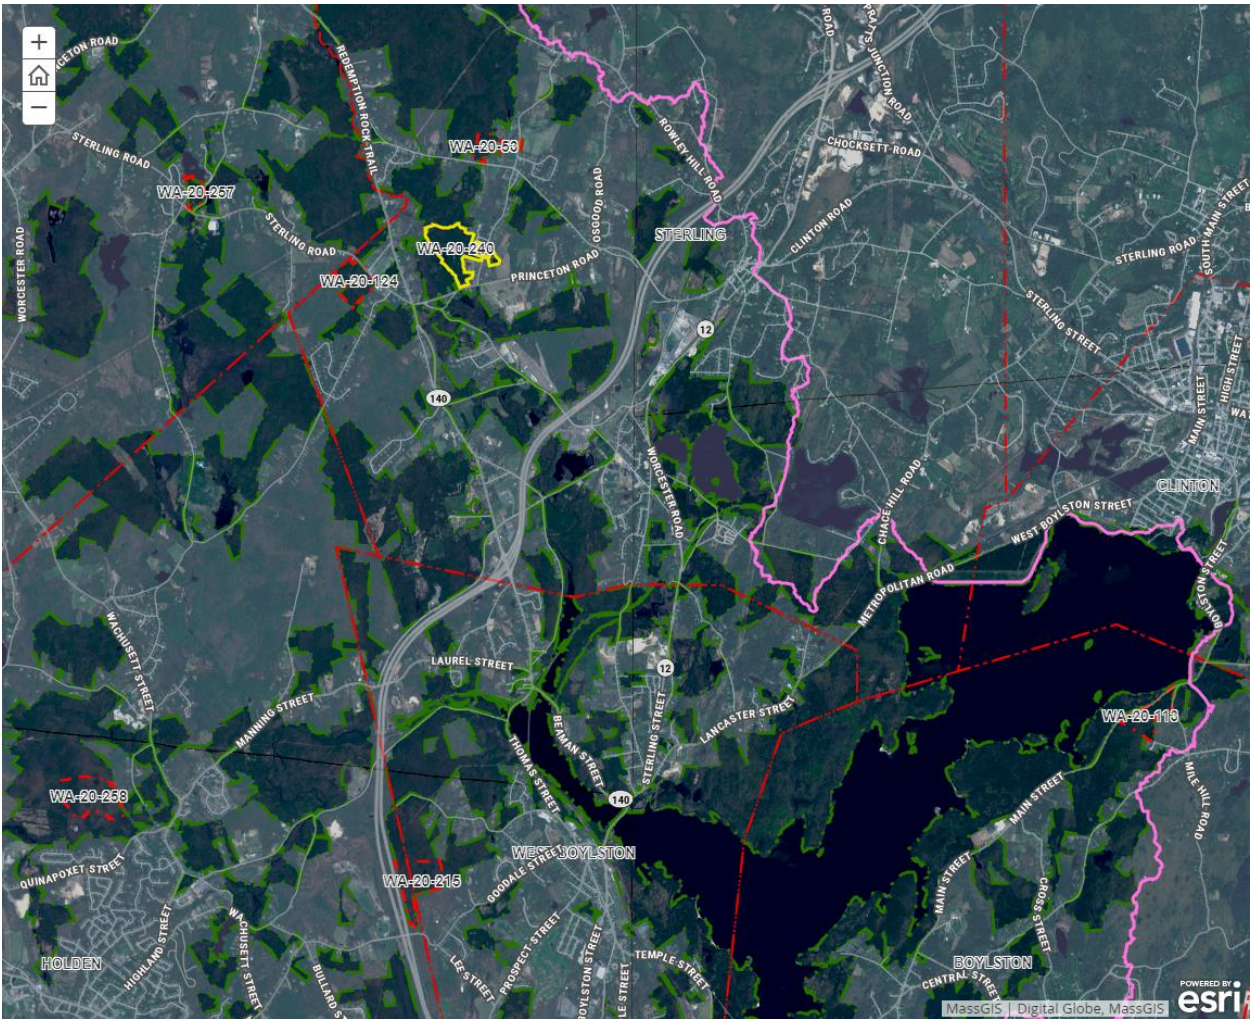 +
−
CETON ROAD
REDEMPTION ROCK TRAIL
ROAD
PRATTS JUNCTION ROAD
ROWLEY HILL ROAD
CHOCKSETT ROAD
STERLING ROAD
WA-20-53
WA-20-257
OSGOOD ROAD
SOUTH MAIN STREET
WORCESTER ROAD
STERLING ROAD
WA-20-240
STERLING
CLINTON ROAD
STERLING ROAD
PRINCETON ROAD
WA-20-124
STERLING STREET
12
140
MAIN STREET
HIGH STREET
WA
WORCESTER ROAD
CHACE HILL ROAD
CLINTON
WEST BOYLSTON STREET
METROPOLITAN ROAD
BOYLSTON STREET
WACHUSETT STREET
LAUREL STREET
12
MANNING STREET
BEAMAN STREET
STERLING STREET
LANCASTER STREET
WA-20-113
THOMAS STREET
WA-20-258
140
MAIN STREET
MILE HILL ROAD
WEST BOYLSTON
QUINAPOXET STREET
WA-20-215
GOODALE STREET
MAIN STREET
CROSS STREET
HIGHLAND STREET
WACHUSETT STREET
PROSPECT STREET
HOLDEN
LEE STREET
BULLARD S
BOYLSTON STREET
LE STREET
TEMPLE STREET
BOYLSTON
CENTRAL STREET
POWERED BY
esri
MassGIS | Digital Globe, MassGIS